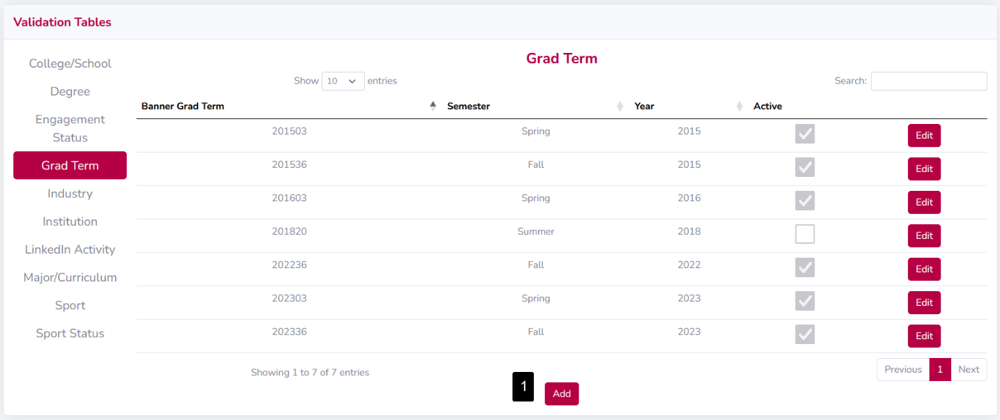 Validation Tables
College/School
Degree
Engagement
Status
Grad Term
Industry
Institution
LinkedIn Activity
Major/Curriculum
Sport
Sport Status
Grad Term
Show 10 entries Search:
Banner Grad Term Semester Year Active
201503 Spring 2015 Edit
201536 Fall 2015 Edit
201603 Spring 2016 Edit
201820 Summer 2018 Edit
202236 Fall 2022 Edit
202303 Spring 2023 Edit
202336 Fall 2023 Edit
Showing 1 to 7 of 7 entries Previous 1 Next
1 Add